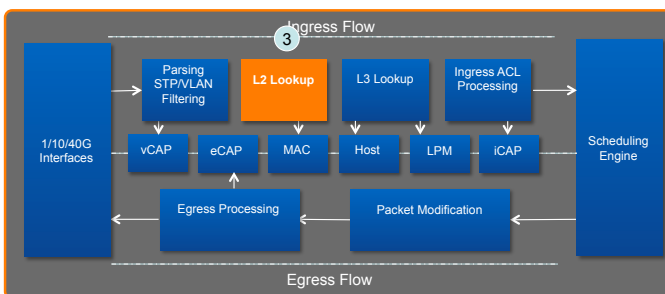 Ingress Flow
3
Parsing
STP/VLAN
Filtering
L2 Lookup
L3 Lookup
Ingress ACL
Processing
1/10/40G
Interfaces
vCAP
eCAP
MAC
Host
LPM
iCAP
Scheduling
Engine
Egress Processing
Packet Modification
Egress Flow